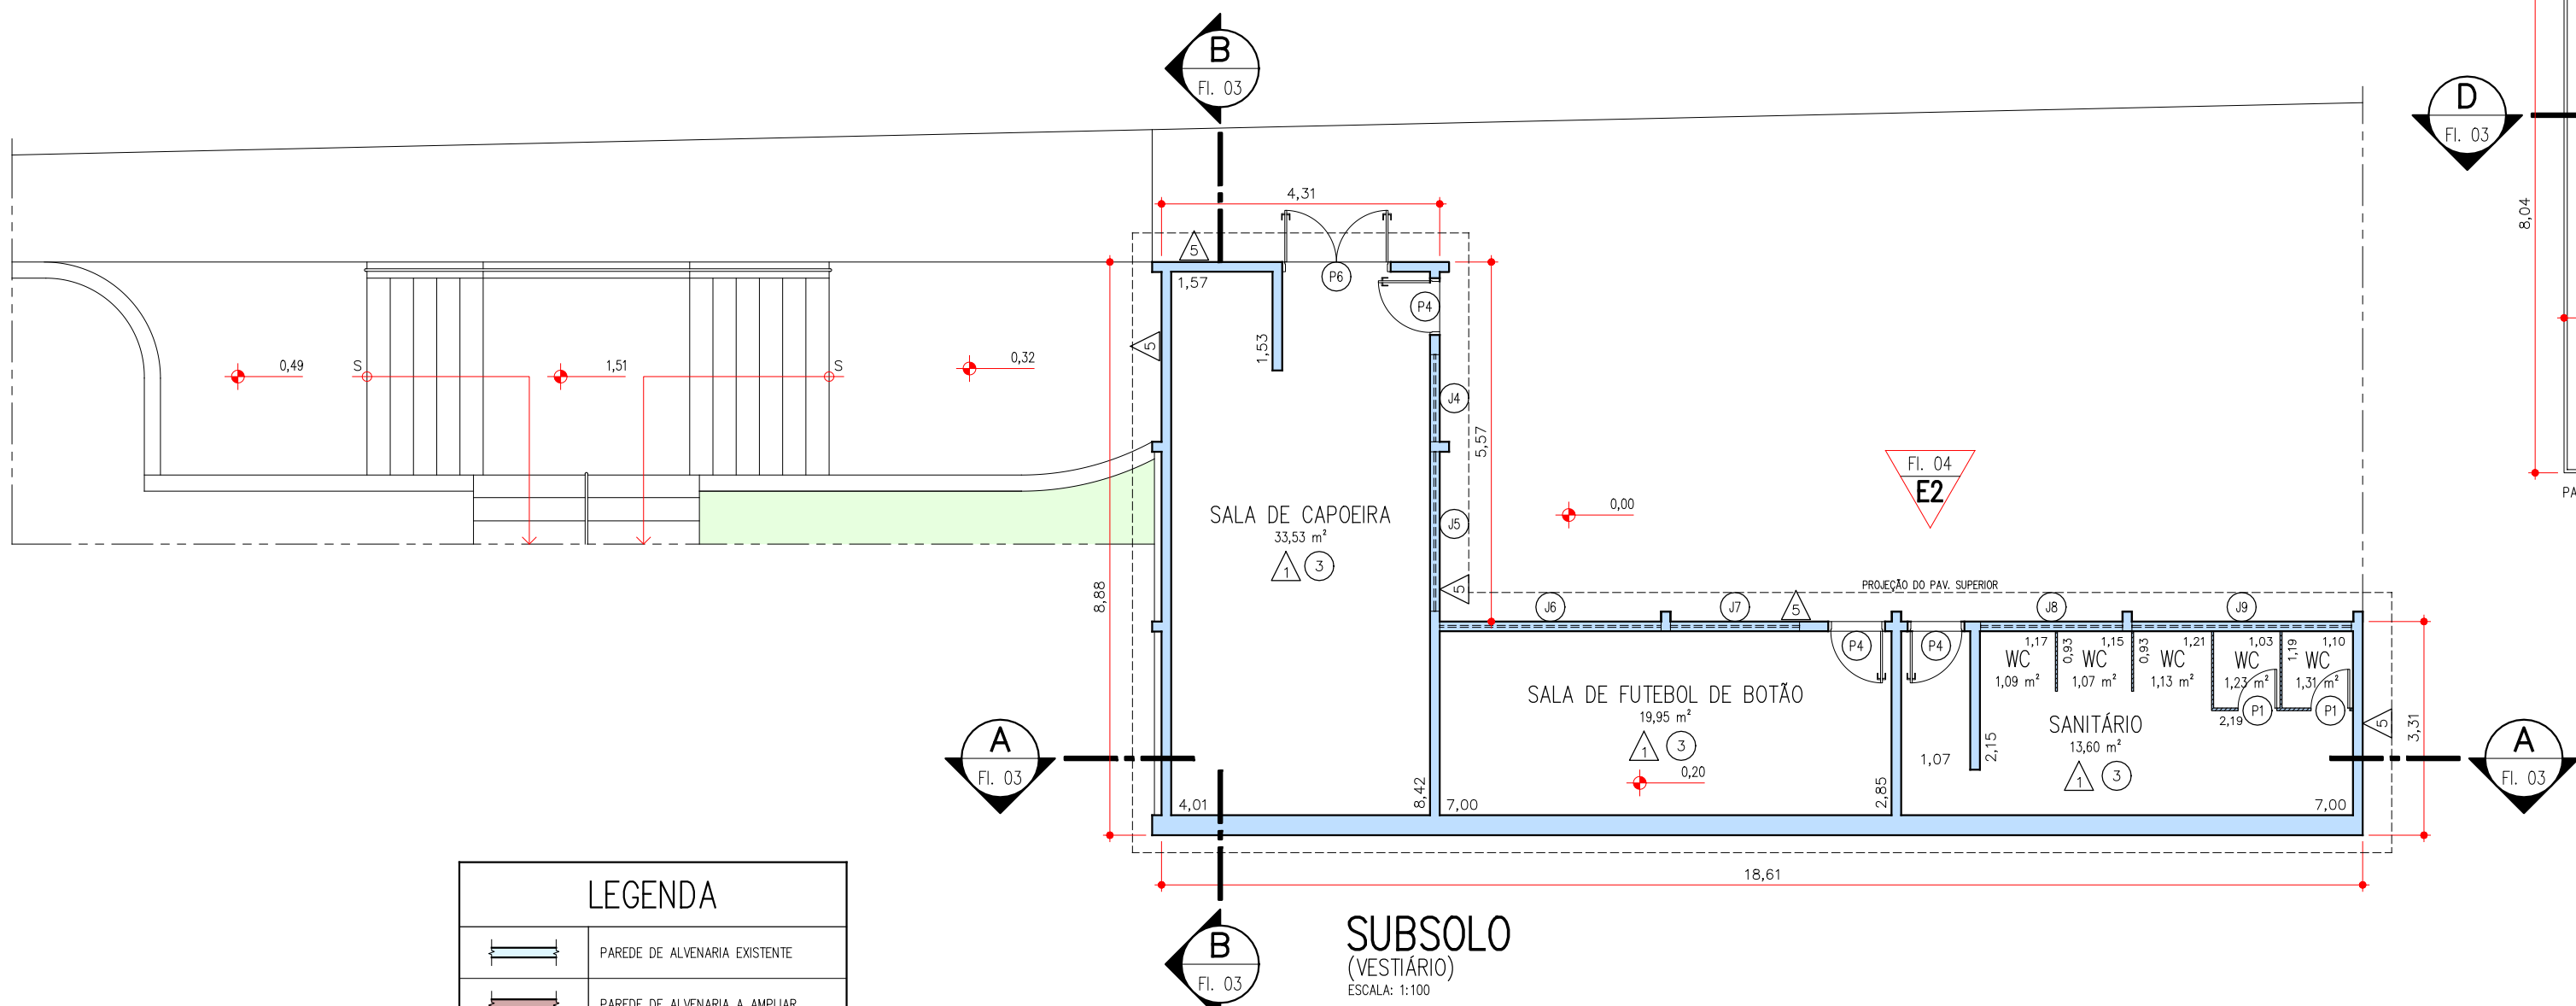 B
Fl. 03
D
Fl. 03
8,04
4,31
5
P6
1,57
P4
5
1,53
0,49
S
1,51
S
0,32
J4
5,57
Fl. 04
E2
0,00
J5
SALA DE CAPOEIRA
33,53 m²
1
3
8,88
5
PROJEÇÃO DO PAV. SUPERIOR
J6
J7
5
J8
J9
P4
P4
1,17
0,93
1,15
0,93
1,21
1,03
1,19
1,10
WC
1,09 m²
WC
1,07 m²
WC
1,13 m²
WC
1,23 m²
WC
1,31 m²
SALA DE FUTEBOL DE BOTÃO
19,95 m²
1
3
0,20
2,19
P1
P1
SANITÁRIO
13,60 m²
1
3
5
3,31
1,07
2,15
A
Fl. 03
A
Fl. 03
4,01
8,42
7,00
2,85
7,00
18,61
LEGENDA
PAREDE DE ALVENARIA EXISTENTE
PAREDE DE ALVENARIA A AMPLIAR
B
Fl. 03
SUBSOLO
(VESTIÁRIO)
ESCALA: 1:100